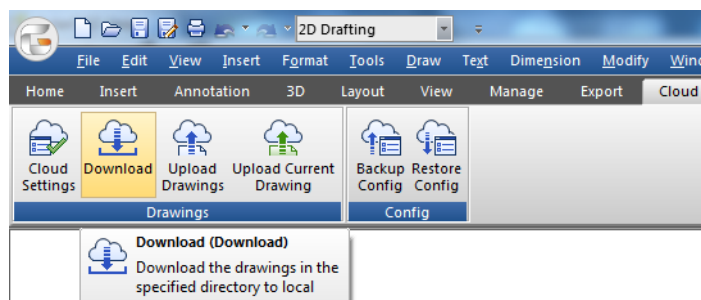 2D Drafting
File Edit View Insert Format Tools Draw Text Dimension Modify Wind
Home Insert Annotation 3D Layout View Manage Export Cloud
Cloud Settings Download Upload Drawings Upload Current Drawing Backup Config Restore Config
Drawings Config
Download (Download)
Download the drawings in the
specified directory to local